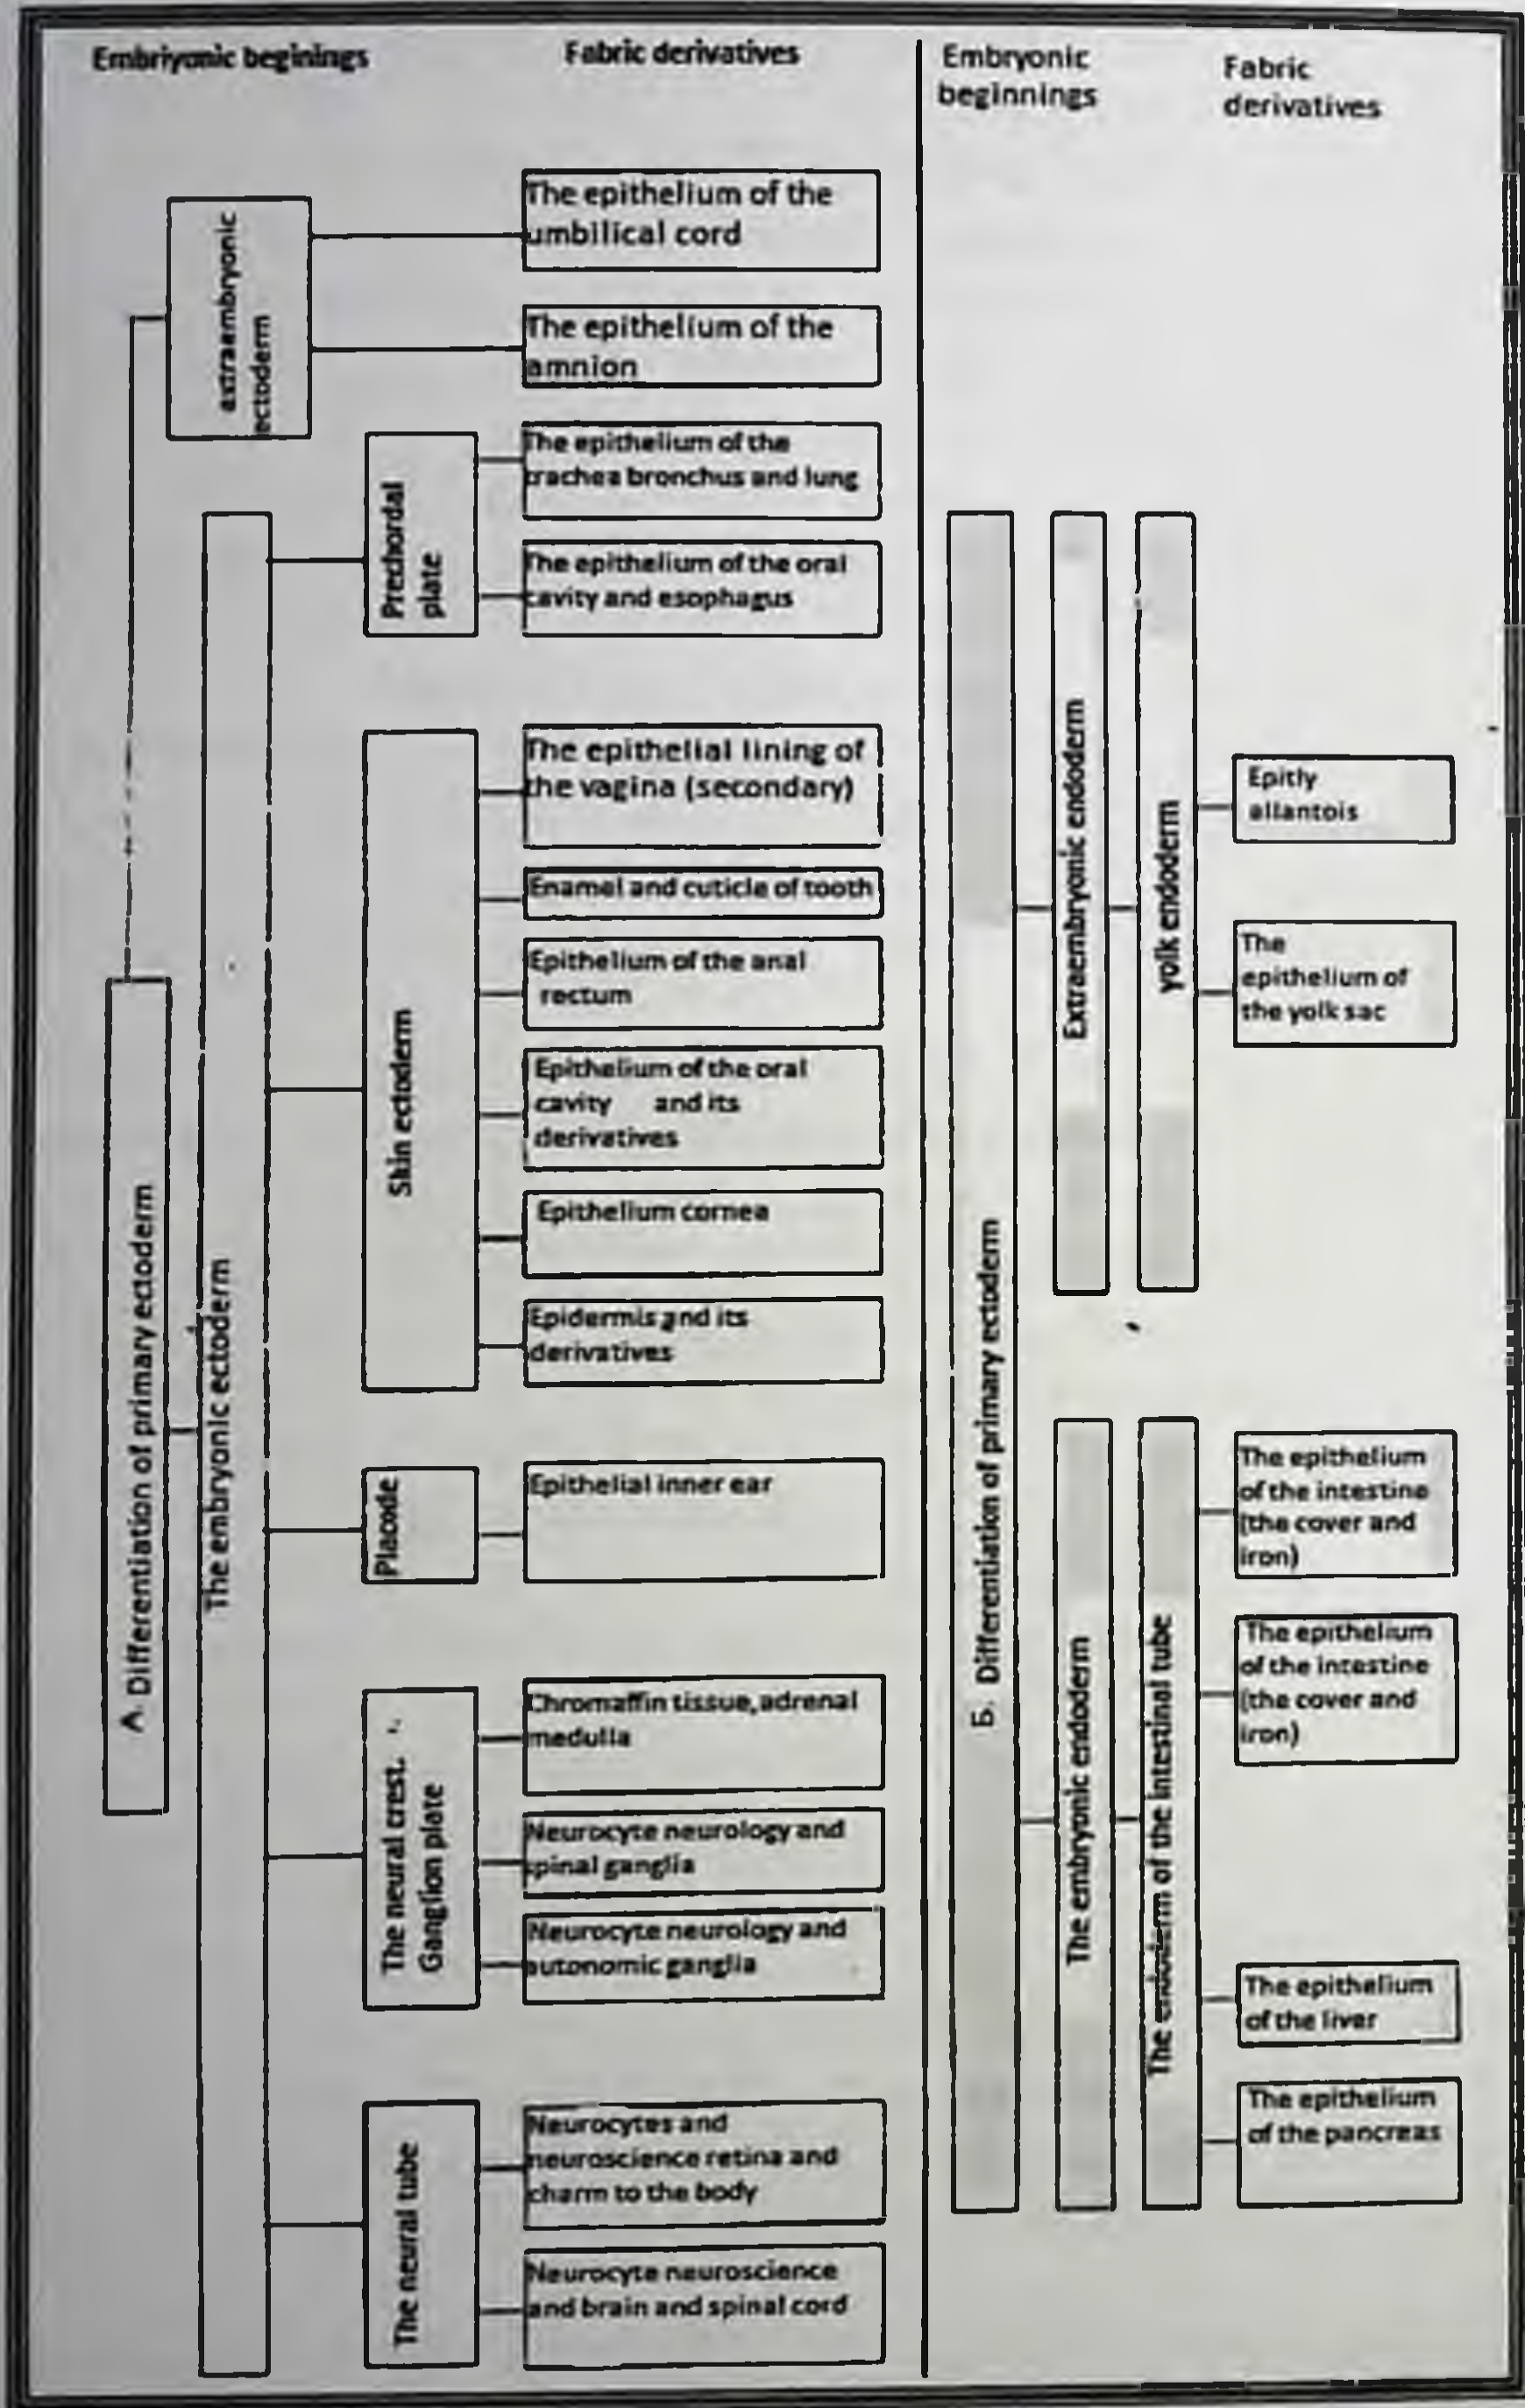 Embriyonic beginings
Fabric derivatives
A. Differentiation of primary ectoderm
The embryonic ectoderm
extraembryonic
ectoderm
The epithelium of the
umbilical cord
The epithelium of the
amnion
Prechordal
plate
The epithelium of the
trachea bronchus and lung
The epithelium of the oral
cavity and esophagus
Skin ectoderm
The epithelial lining of
the vagina (secondary)
Enamel and cuticle of tooth
Epithelium of the anal
rectum
Epithelium of the oral
cavity and its
derivatives
Epithelium cornea
Epidermis and its
derivatives
Placode
Epithelial inner ear
The neural crest.
Ganglion plate
Chromaffin tissue, adrenal
medulla
Neurocyte neurology and
spinal ganglia
Neurocyte neurology and
autonomic ganglia
The neural tube
Neurocytes and
neuroscience retina and
charm to the body
Neurocyte neuroscience
and brain and spinal cord
Embryonic
beginnings
Fabric
derivatives
Б. Differentiation of primary ectoderm
Extraembryonic endoderm
yolk endoderm
Epitly
allantois
The
epithelium of
the yolk sac
The embryonic endoderm
The endoderm of the intestinal tube
The epithelium
of the intestine
(the cover and
iron)
The epithelium
of the intestine
(the cover and
iron)
The epithelium
of the liver
The epithelium
of the pancreas